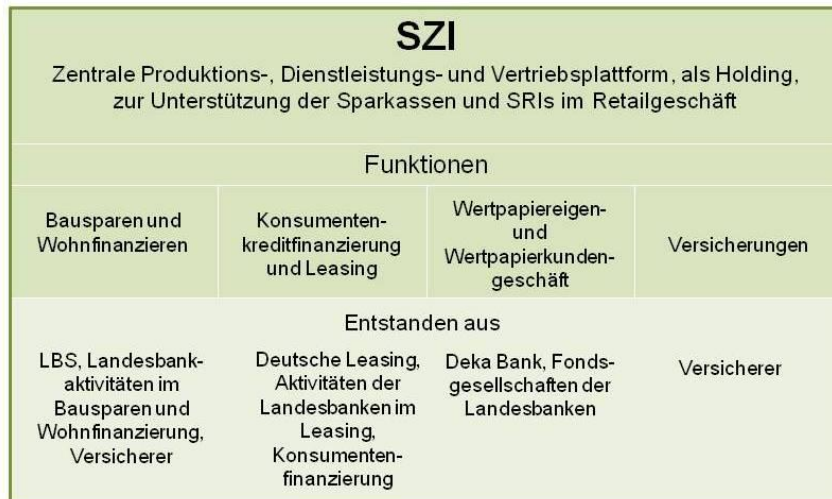 SZI
Zentrale Produktions-, Dienstleistungs- und Vertriebsplattform, als Holding,
zur Unterstützung der Sparkassen und SRIs im Retailgeschäft
Funktionen
Bausparen und
Wohnfinanzieren
Konsumenten-
kreditfinanzierung
und Leasing
Wertpapiereigen-
und
Wertpapierkunden-
geschäft
Versicherungen
Entstanden aus
LBS, Landesbank-
aktivitäten im
Bausparen und
Wohnfinanzierung,
Versicherer
Deutsche Leasing,
Aktivitäten der
Landesbanken im
Leasing,
Konsumenten-
finanzierung
Deka Bank, Fonds-
gesellschaften der
Landesbanken
Versicherer